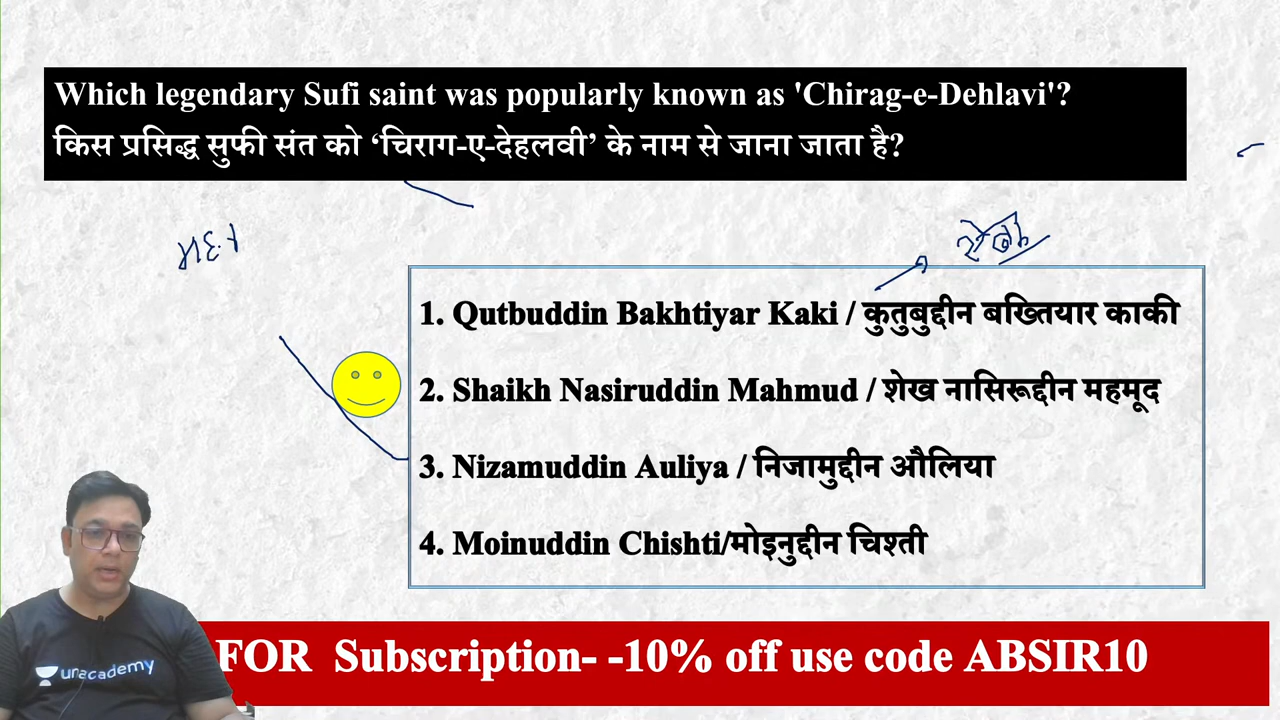 Which legendary Sufi saint was popularly known as 'Chirag-e-Dehlavi'?
किस प्रसिद्ध सुफी संत को ‘चिराग-ए-देहलवी’ के नाम से जाना जाता है?
1. Qutbuddin Bakhtiyar Kaki / कुतुबुद्दीन बख्तियार काकी
2. Shaikh Nasiruddin Mahmud / शेख नासिरूद्दीन महमूद
3. Nizamuddin Auliya / निजामुद्दीन औलिया
4. Moinuddin Chishti/मोइनुद्दीन चिश्ती
unacademy
FOR Subscription- -10% off use code ABSIR10